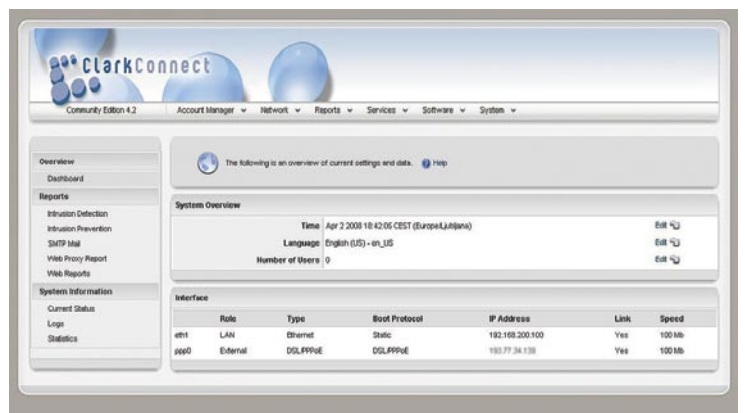 ClarkConnect
Community Edition 4.2 Account Manager Network Reports Services Software System
Overview
Dashboard
Reports
Intrusion Detection
Intrusion Prevention
SMTP Mail
Web Proxy Report
Web Reports
System Information
Current Status
Logs
Statistics
The following is an overview of current settings and data. Help
System Overview
Time Apr 2 2008 18:42:05 CEST (Europe/Ljubljana) Edit
Language English (US) - en_US Edit
Number of Users 0 Edit
Interface
Role Type Boot Protocol IP Address Link Speed
eth1 LAN Ethernet Static 192.168.200.100 Yes 100 Mb
ppp0 External DSL/PPPoE DSL/PPPoE Yes 100 Mb